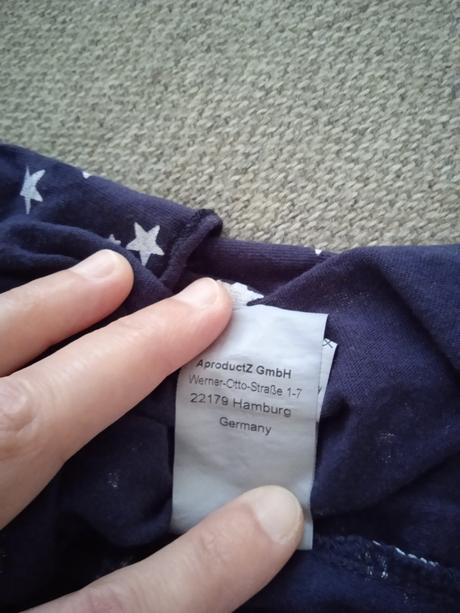 AproductZ GmbH
Werner-Otto-Straße 1-7
22179 Hamburg
Germany